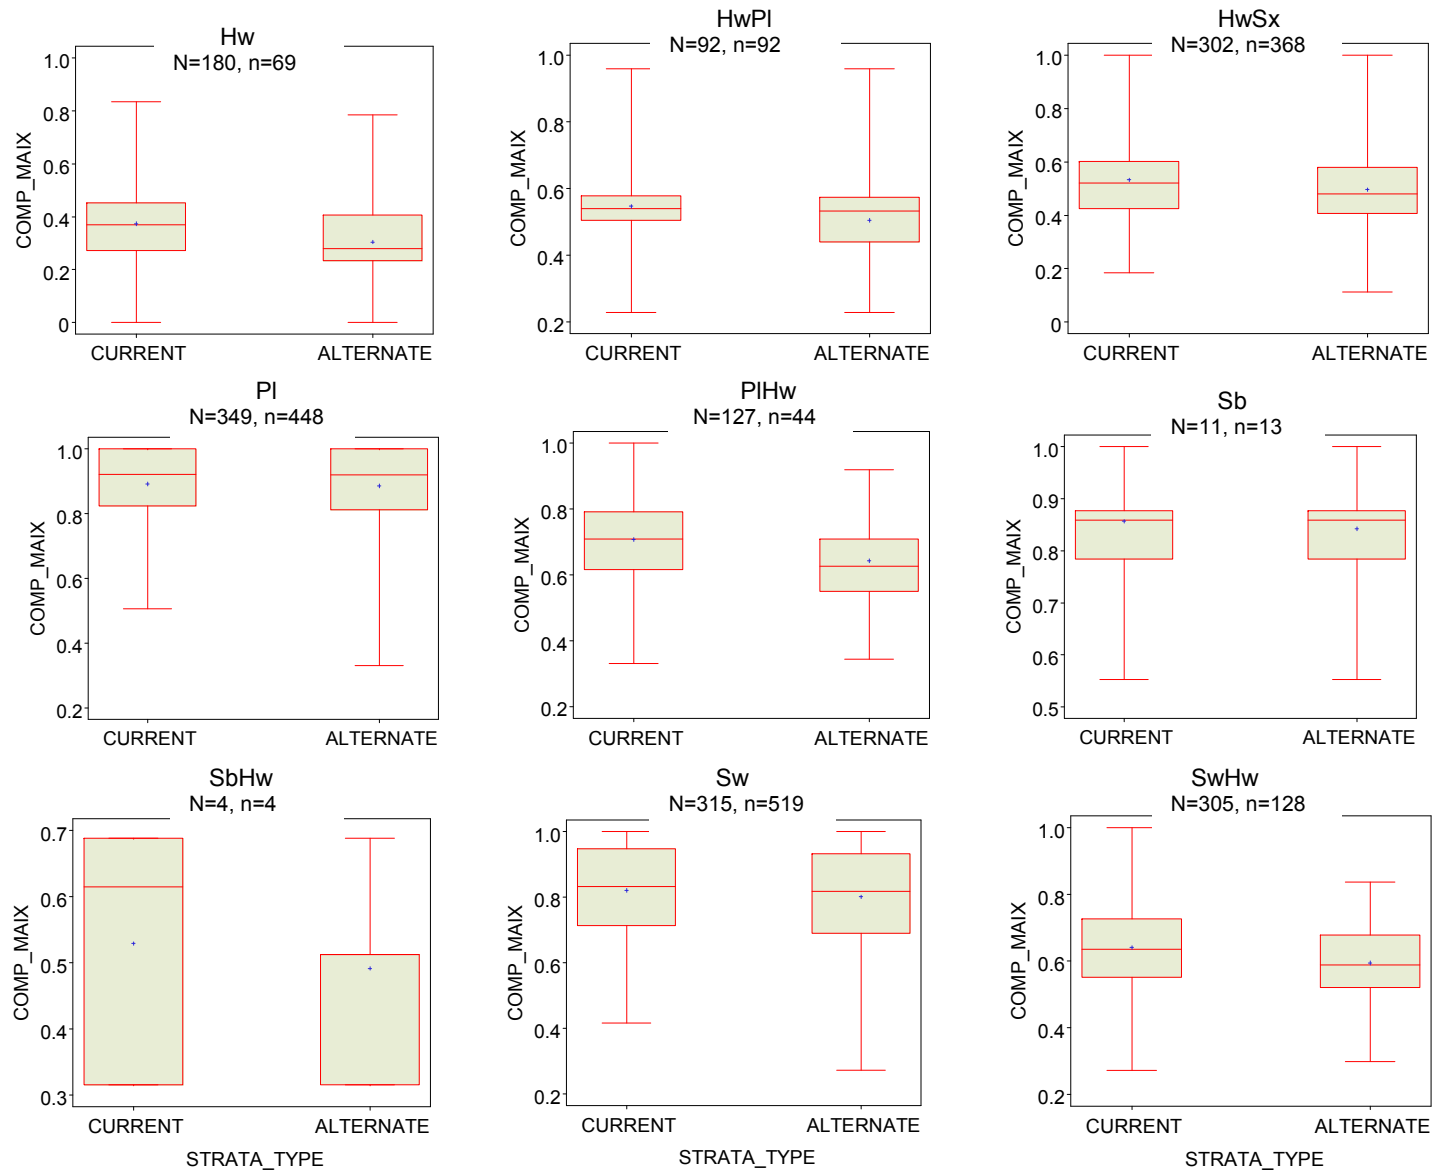 Hw
N=180, n=69
COMP_MAIX
1.0
0.8
0.6
0.4
0.2
0
CURRENT ALTERNATE
HwPl
N=92, n=92
COMP_MAIX
1.0
0.8
0.6
0.4
0.2
CURRENT ALTERNATE
HwSx
N=302, n=368
COMP_MAIX
1.0
0.8
0.6
0.4
0.2
0
CURRENT ALTERNATE
Pl
N=349, n=448
COMP_MAIX
1.0
0.8
0.6
0.4
0.2
CURRENT ALTERNATE
PlHw
N=127, n=44
COMP_MAIX
1.0
0.8
0.6
0.4
0.2
CURRENT ALTERNATE
Sb
N=11, n=13
COMP_MAIX
1.0
0.9
0.8
0.7
0.6
0.5
CURRENT ALTERNATE
SbHw
N=4, n=4
COMP_MAIX
0.7
0.6
0.5
0.4
0.3
CURRENT ALTERNATE
STRATA_TYPE
Sw
N=315, n=519
COMP_MAIX
1.0
0.8
0.6
0.4
0.2
CURRENT ALTERNATE
STRATA_TYPE
SwHw
N=305, n=128
COMP_MAIX
1.0
0.8
0.6
0.4
0.2
CURRENT ALTERNATE
STRATA_TYPE